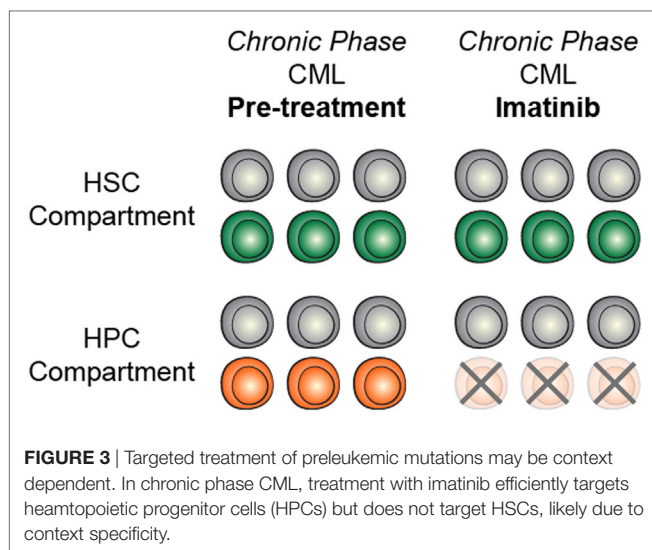 Chronic Phase Chronic Phase
CML CML
Pre-treatment Imatinib
HSC
Compartment
HPC
Compartment
FIGURE 3 | Targeted treatment of preleukemic mutations may be context
dependent. In chronic phase CML, treatment with imatinib efficiently targets
heamtopoietic progenitor cells (HPCs) but does not target HSCs, likely due to
context specificity.